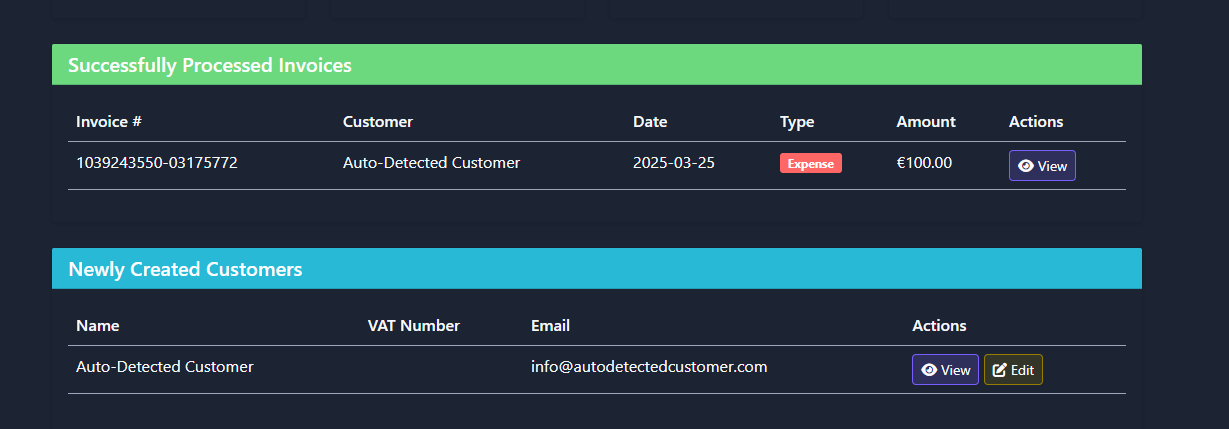 Successfully Processed Invoices
Invoice # Customer Date Type Amount Actions
1039243550-03175772 Auto-Detected Customer 2025-03-25 Expense €100.00 View
Newly Created Customers
Name VAT Number Email Actions
Auto-Detected Customer info@autodetectedcustomer.com View Edit